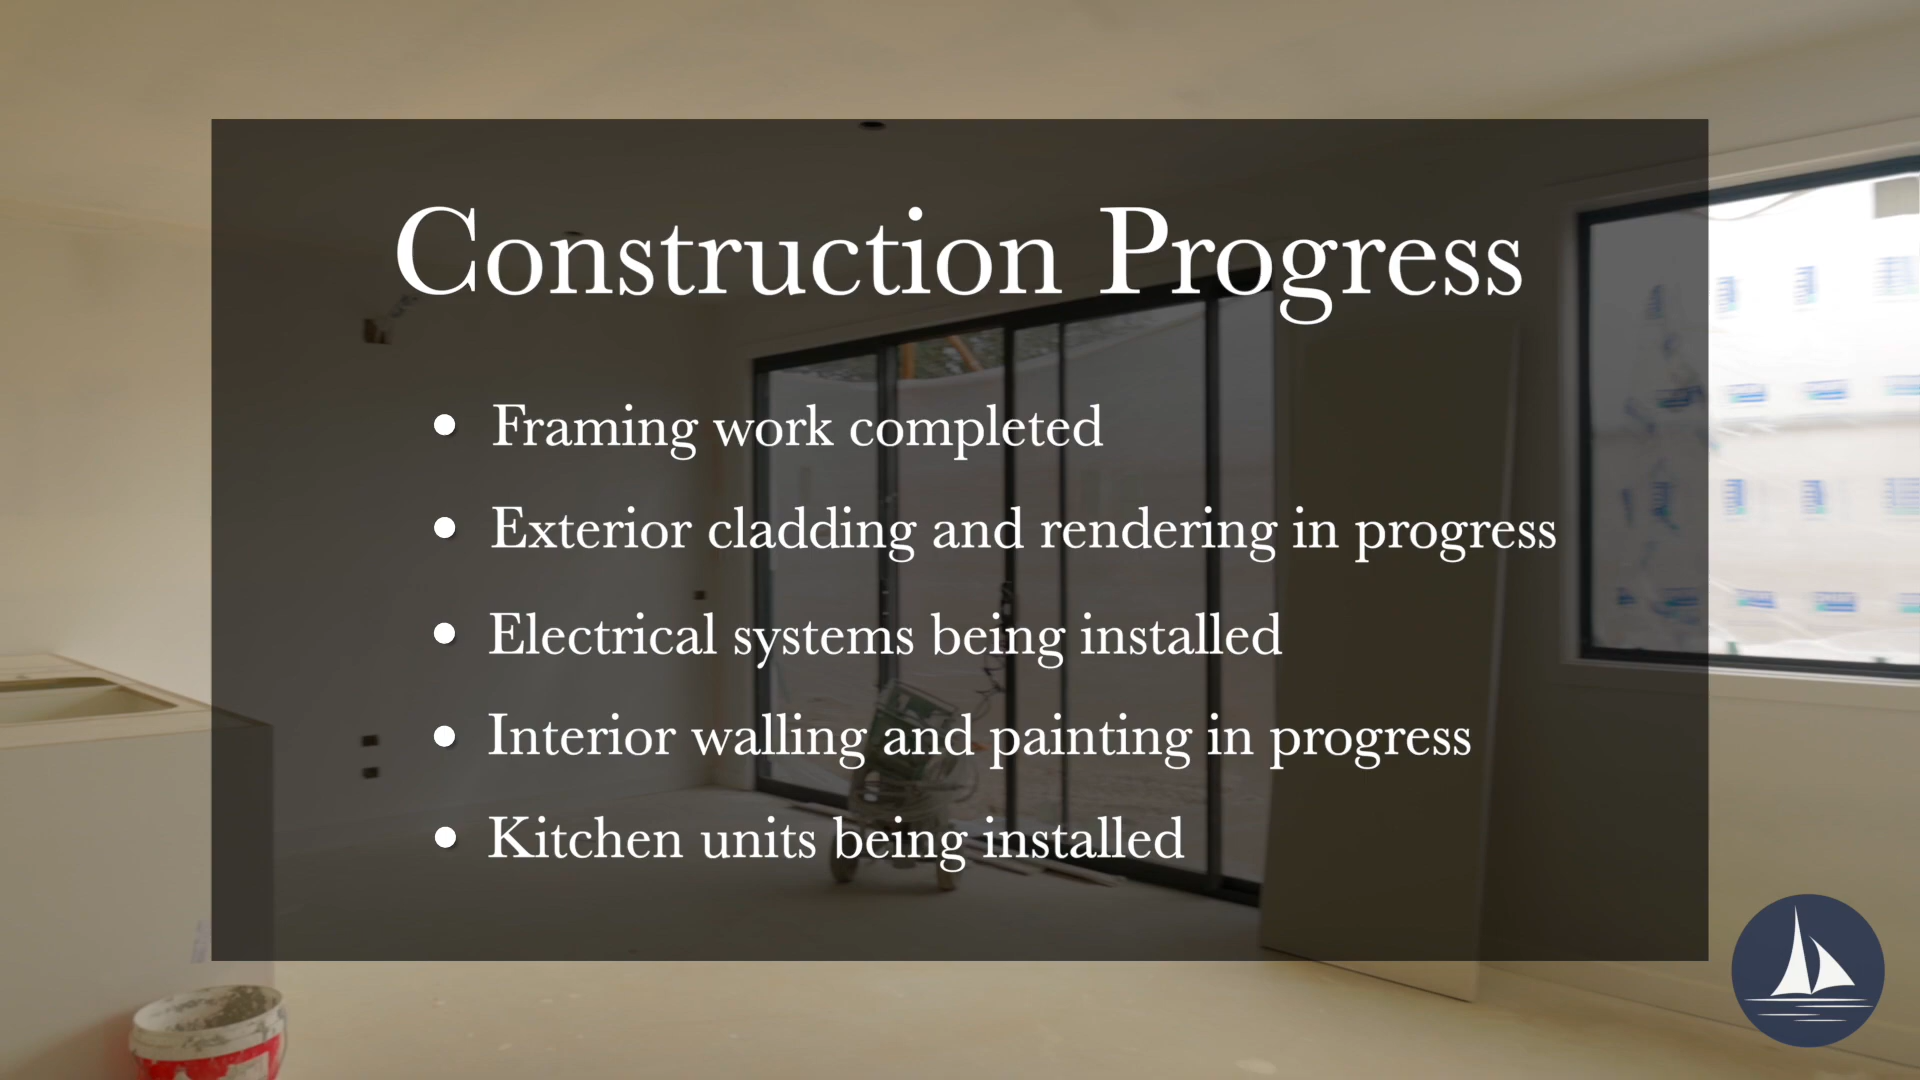 Construction Progress
Framing work completed
Exterior cladding and rendering in progress
Electrical systems being installed
Interior walling and painting in progress
Kitchen units being installed